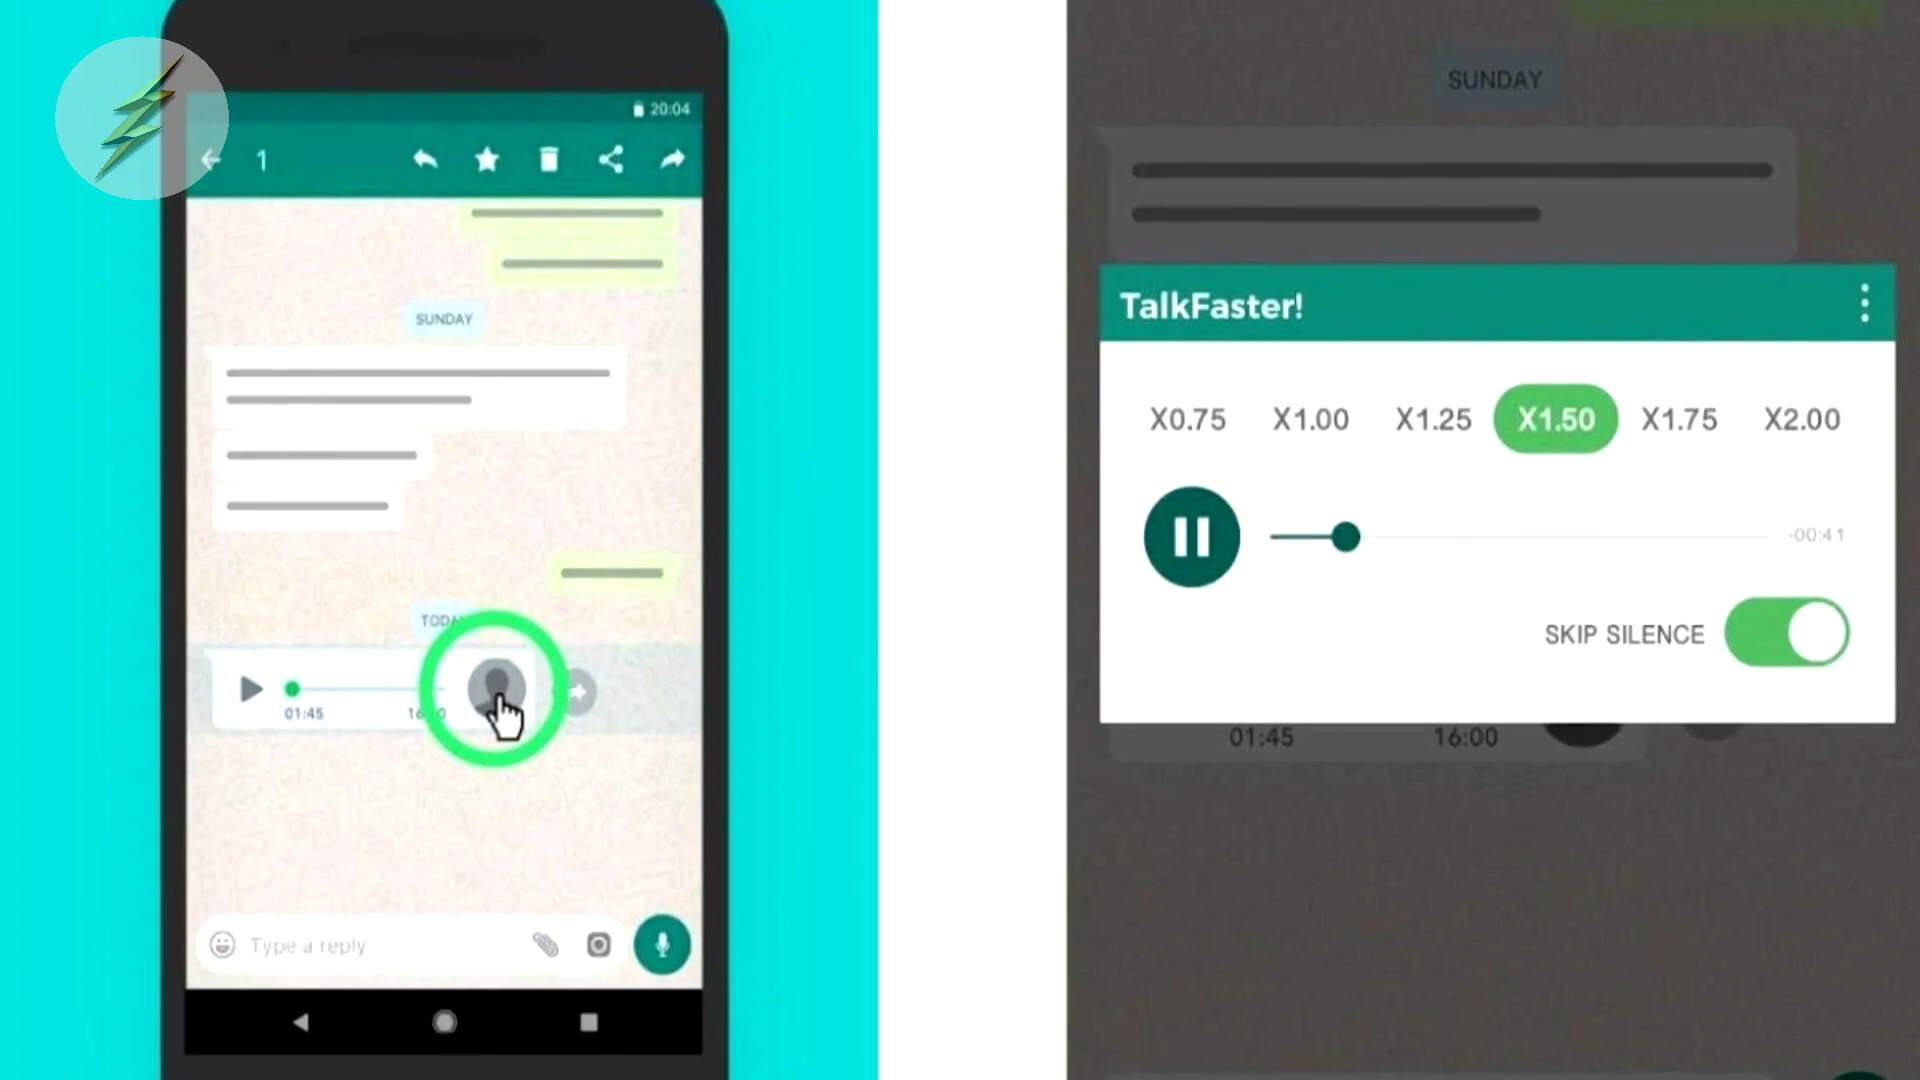 20:04
1
SUNDAY
01:45
Type a reply
SUNDAY
TalkFaster!
X0.75 X1.00 X1.25 X1.50 X1.75 X2.00
-00:41
SKIP SILENCE
01:45 16:00